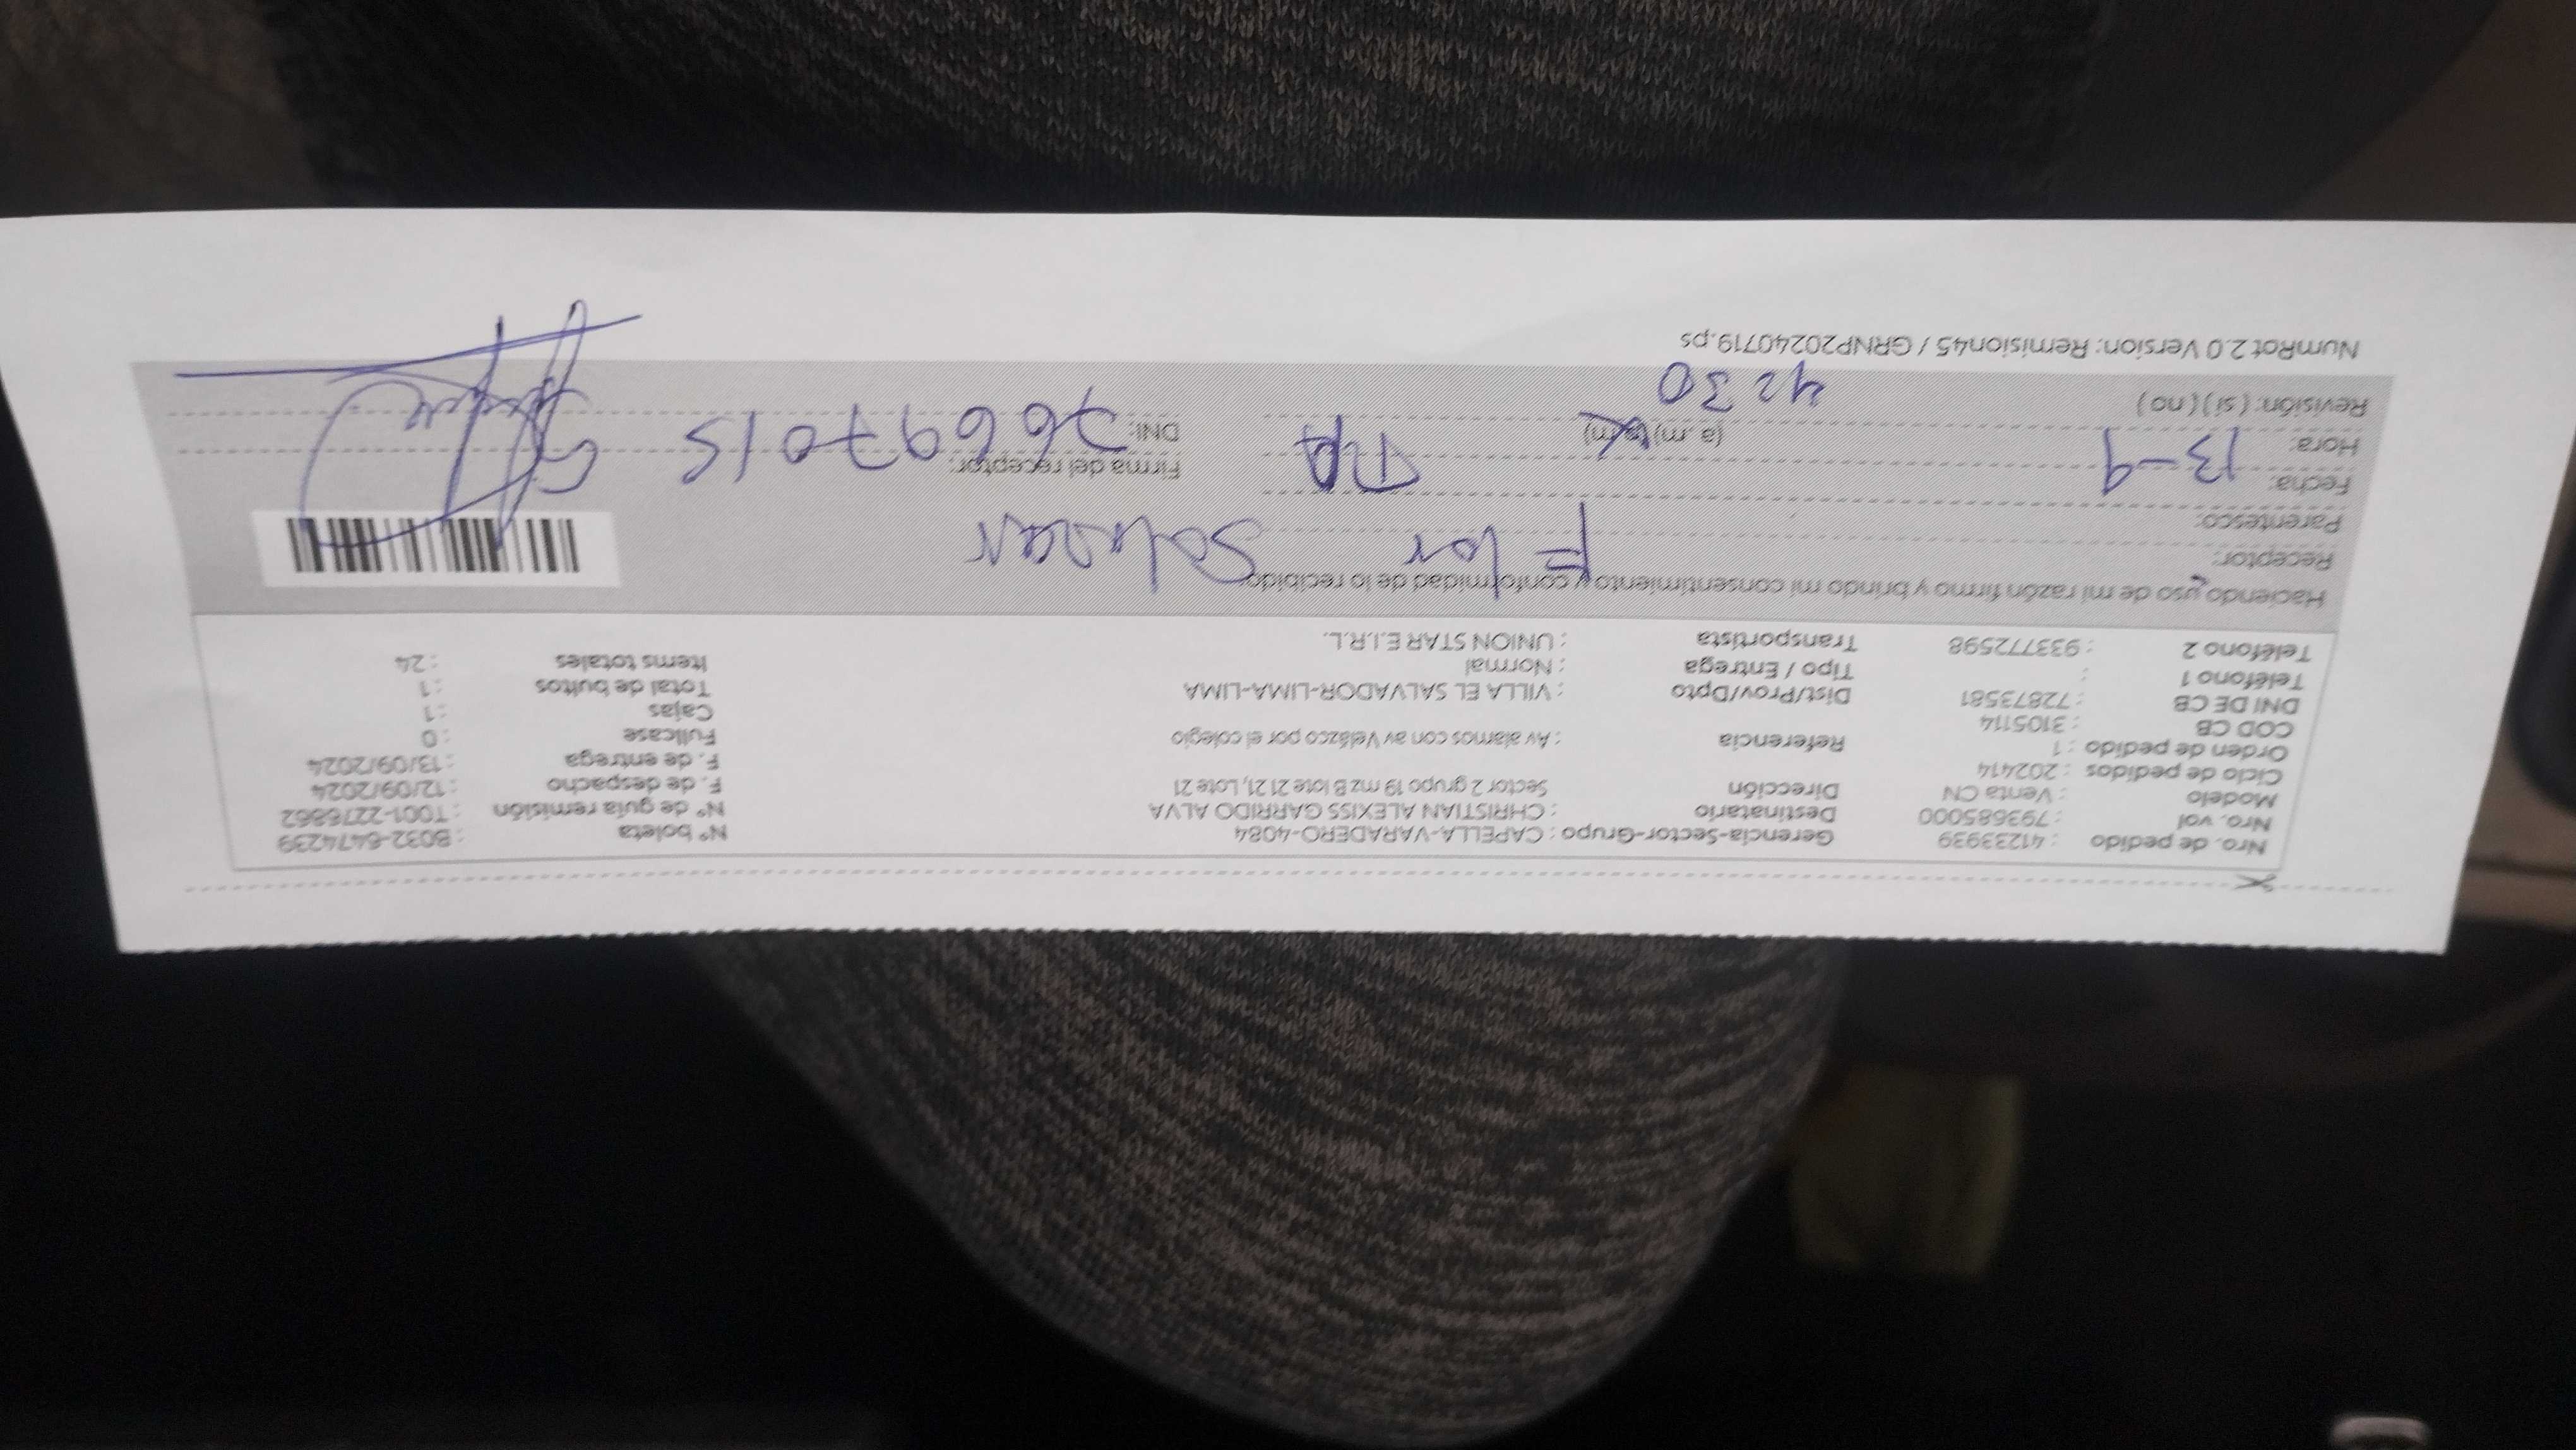 Nro. de pedido : 41233939 Gerencia-Sector-Grupo : CAPELLA-VARADERO-4084 N° boleta : B032-6474239
Nro. vol : 793685000 Destinatario : CHRISTIAN ALEXISS GARRIDO ALVA N° de guía remisión : T001-2276862
Modelo : Venta CN Dirección Sector 2 grupo 19 mz B lote 21 21, Lote 21 F. de despacho : 12/09/2024
Ciclo de pedidos : 202414 F. de entrega : 13/09/2024
Orden de pedido : 1 Referencia : Av alamos con av Velázco por el colegio Fullcase : 0
COD CB : 3105114 Cajas : 1
DNI DE CB : 72873581 Dist/Prov/Dpto : VILLA EL SALVADOR-LIMA-LIMA Total de bultos : 1
Teléfono 1 : Tipo / Entrega : Normal Items totales : 24
Teléfono 2 : 933772598 Transportista : UNION STAR E.I.R.L.
Haciendo uso de mi razón firmo y brindo mi consentimiento y conformidad de lo recibido
Receptor: Flor Salazar
Parentesco:
Fecha: 13-9 Firma del receptor:
Hora: (a.m) (p.m) DNI: 76697015
Revisión: (sí) (no) 4230
NumRot 2.0 Version: Remision45 / GRNP20240719.ps